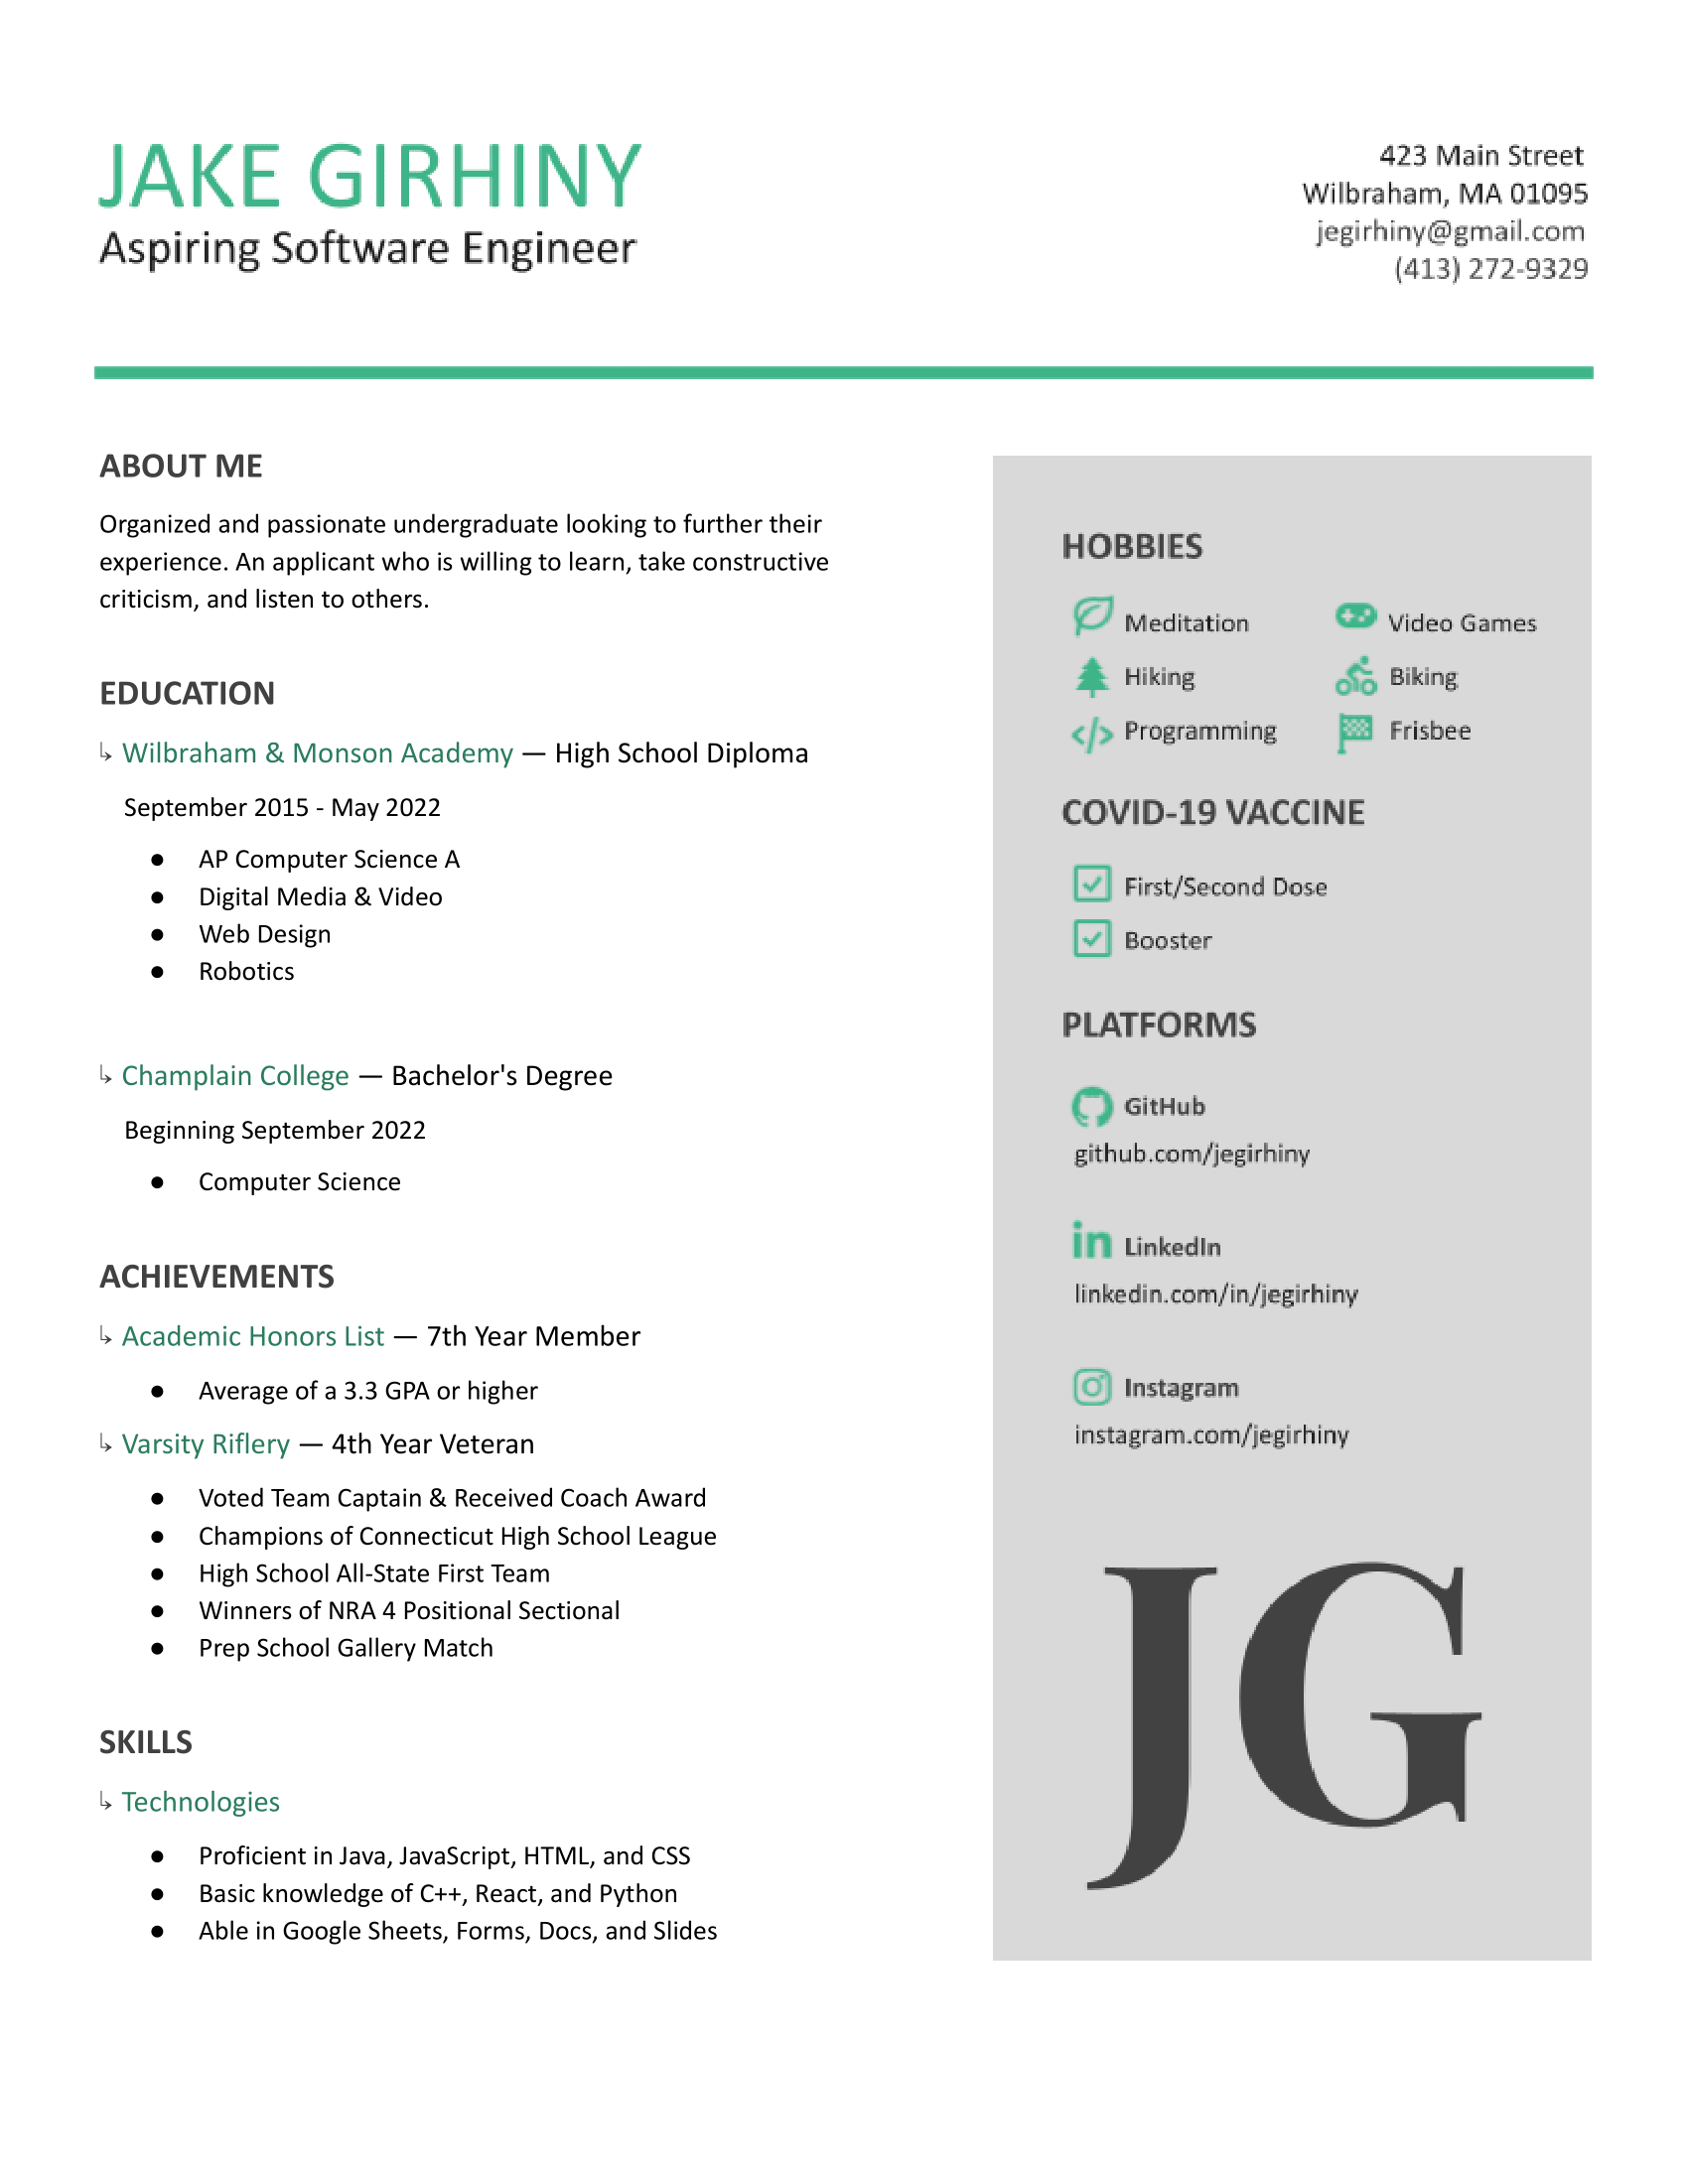 JAKE GIRHINY
Aspiring Software Engineer
423 Main Street
Wilbraham, MA 01095
jegirhiny@gmail.com
(413) 272-9329
ABOUT ME
Organized and passionate undergraduate looking to further their
experience. An applicant who is willing to learn, take constructive
criticism, and listen to others.
EDUCATION
↳ Wilbraham & Monson Academy — High School Diploma
September 2015 - May 2022
● AP Computer Science A
● Digital Media & Video
● Web Design
● Robotics
↳ Champlain College — Bachelor's Degree
Beginning September 2022
● Computer Science
ACHIEVEMENTS
↳ Academic Honors List — 7th Year Member
● Average of a 3.3 GPA or higher
↳ Varsity Riflery — 4th Year Veteran
● Voted Team Captain & Received Coach Award
● Champions of Connecticut High School League
● High School All-State First Team
● Winners of NRA 4 Positional Sectional
● Prep School Gallery Match
SKILLS
↳ Technologies
● Proficient in Java, JavaScript, HTML, and CSS
● Basic knowledge of C++, React, and Python
● Able in Google Sheets, Forms, Docs, and Slides
HOBBIES
Meditation Video Games
Hiking Biking
</> Programming Frisbee
COVID-19 VACCINE
First/Second Dose
Booster
PLATFORMS
GitHub
github.com/jegirhiny
in LinkedIn
linkedin.com/in/jegirhiny
Instagram
instagram.com/jegirhiny
JG